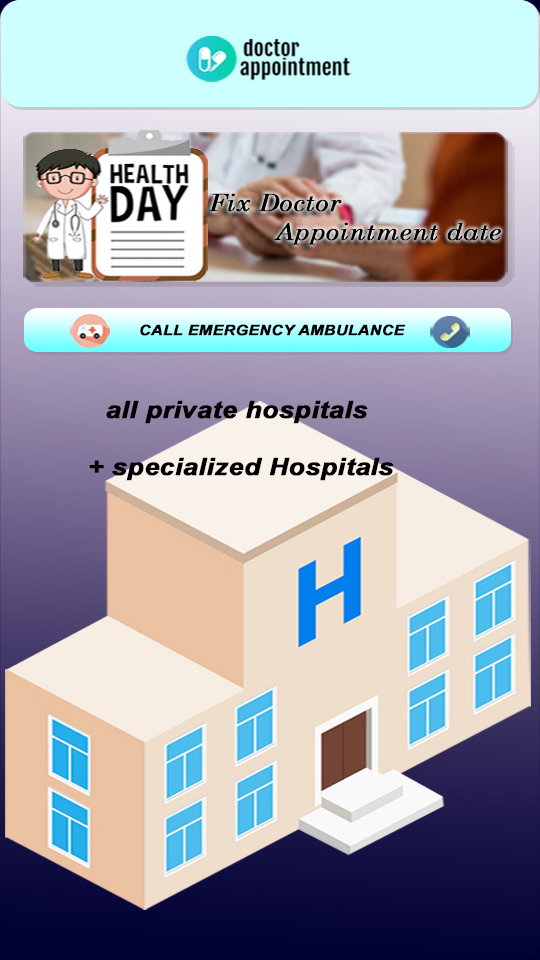 doctor
appointment
HEALTH
DAY
Fix Doctor
Appointment date
CALL EMERGENCY AMBULANCE
all private hospitals
+ specialized Hospitals
H